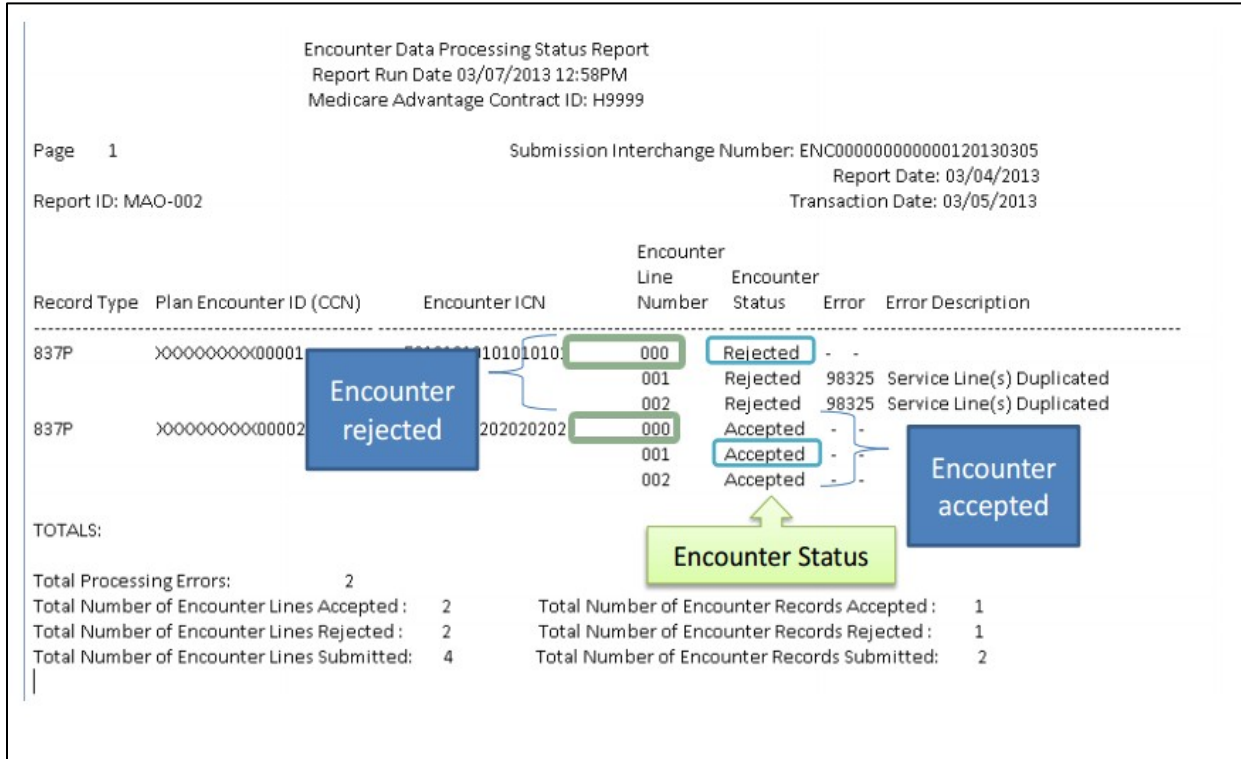 Encounter Data Processing Status Report
Report Run Date 03/07/2013 12:58PM
Medicare Advantage Contract ID: H9999
Page 1 Submission Interchange Number: ENC000000000000120130305
Report Date: 03/04/2013
Report ID: MAO-002 Transaction Date: 03/05/2013
Encounter
Line Encounter
Record Type Plan Encounter ID (CCN) Encounter ICN Number Status Error Error Description
837P XXXXXXXXXX00001 000 Rejected - -
001 Rejected 98325 Service Line(s) Duplicated
002 Rejected 98325 Service Line(s) Duplicated
837P XXXXXXXXXX00002 202020202 000 Accepted - -
001 Accepted - -
002 Accepted - -
Encounter
rejected
Encounter
accepted
Encounter Status
TOTALS:
Total Processing Errors: 2
Total Number of Encounter Lines Accepted : 2 Total Number of Encounter Records Accepted : 1
Total Number of Encounter Lines Rejected : 2 Total Number of Encounter Records Rejected : 1
Total Number of Encounter Lines Submitted: 4 Total Number of Encounter Records Submitted: 2